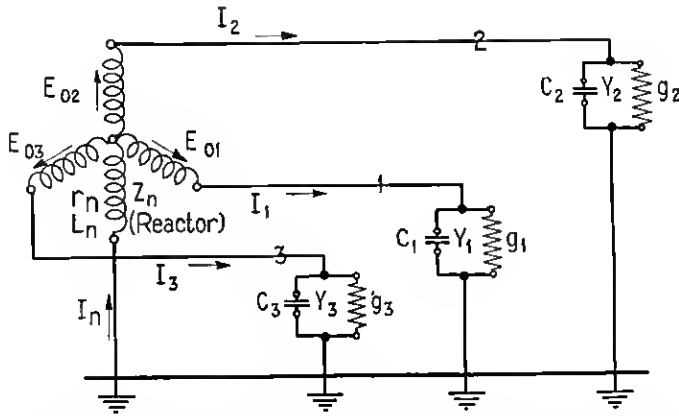 I₂
2
E₀₂
C₂ Y₂ g₂
E₀₃
E₀₁
rₙ Zₙ
Lₙ (Reactor)
I₁
1
C₁ Y₁ g₁
I₃
3
C₃ Y₃ g₃
Iₙ